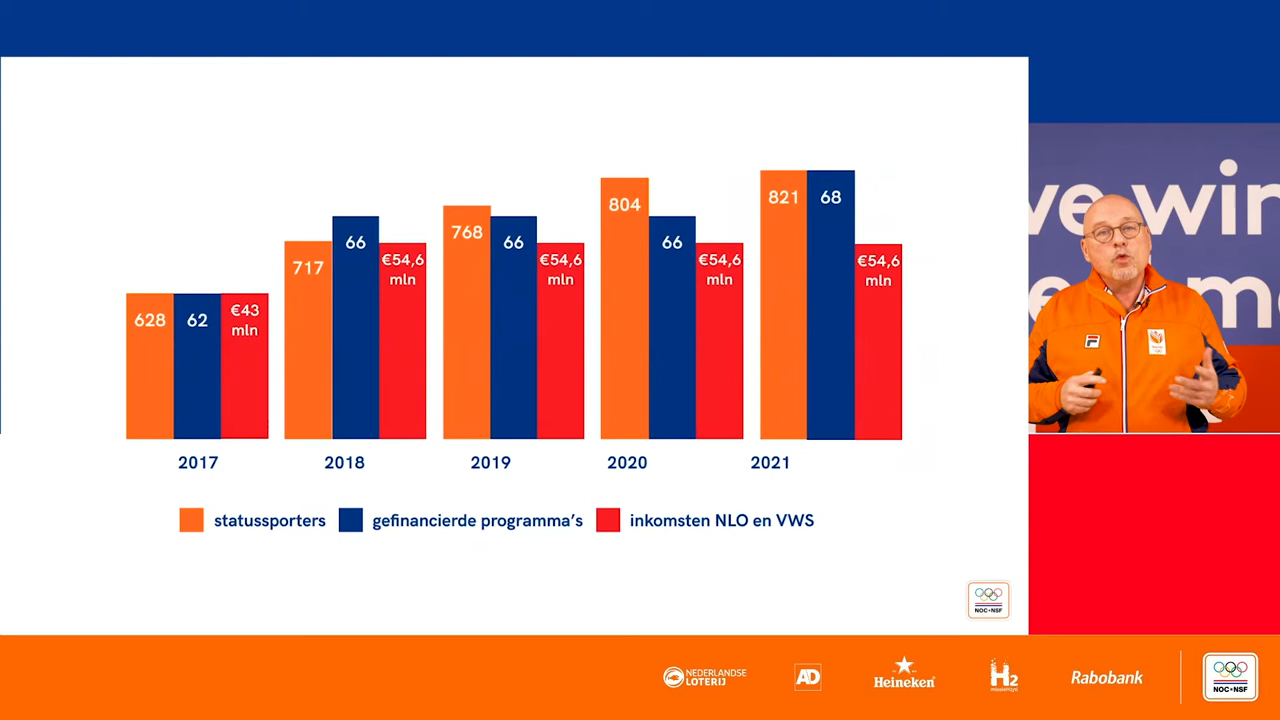 628
62
€43
mln
717
66
€54,6
mln
768
66
€54,6
mln
804
66
€54,6
mln
821
68
€54,6
mln
2017
2018
2019
2020
2021
statussporters
gefinancierde programma's
inkomsten NLO en VWS
NOC*NSF
NEDERLANDSE
LOTERIJ
AD
Heineken
H2
Rabobank
NOC*NSF